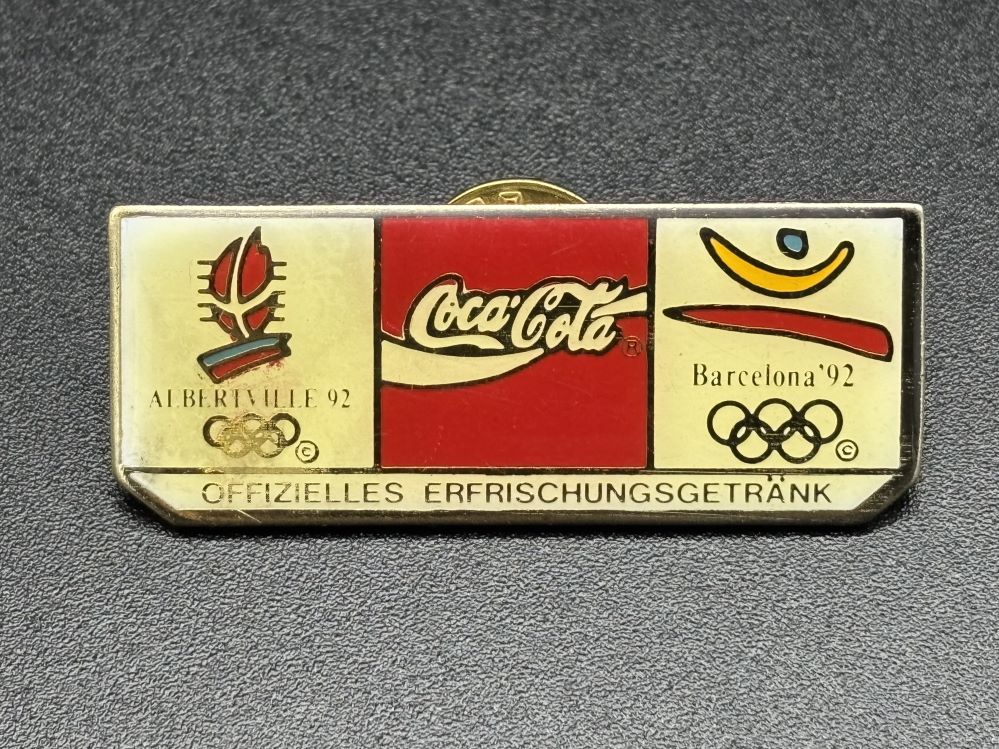 ALBERTVILLE 92
©
Coca-Cola ®
Barcelona '92
©
OFFIZIELLES ERFRISCHUNGSGETRÄNK